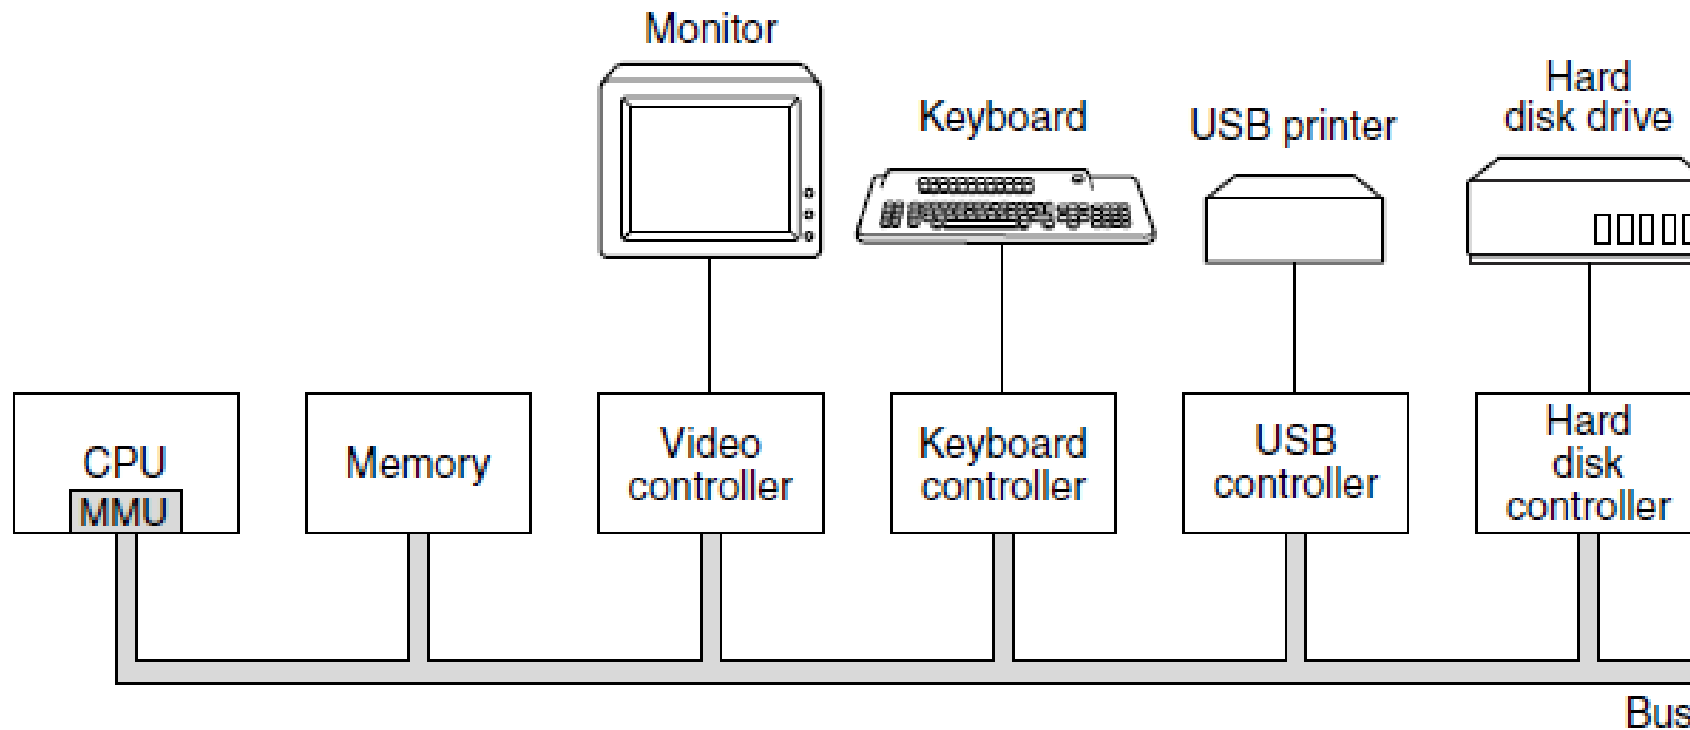 Monitor
Keyboard
USB printer
Hard
disk drive
CPU
MMU
Memory
Video
controller
Keyboard
controller
USB
controller
Hard
disk
controller
Bus